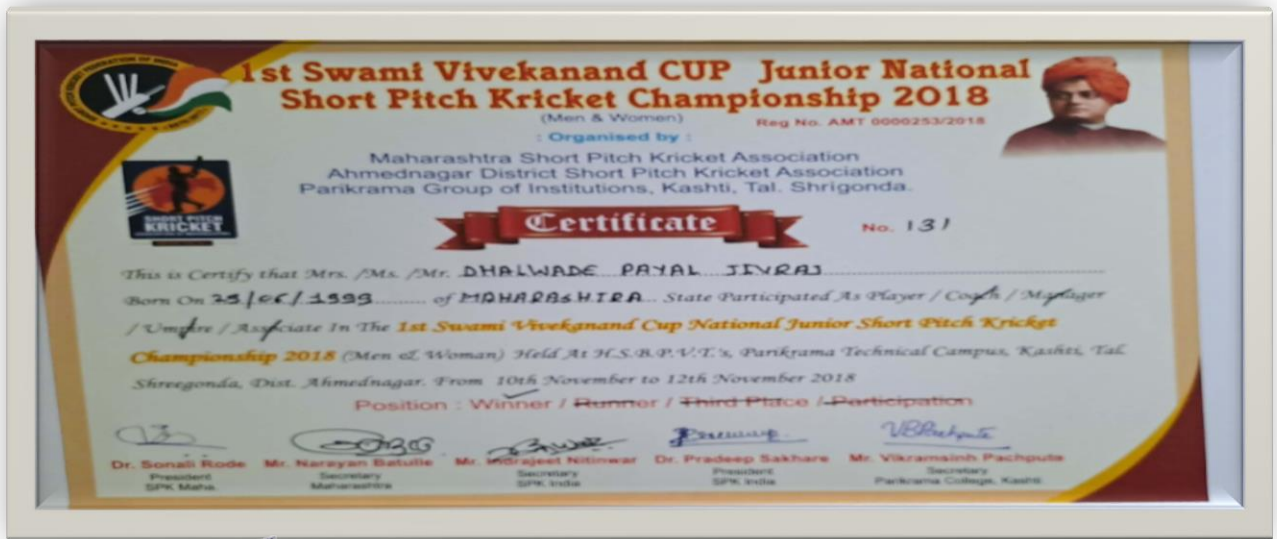 1st Swami Vivekanand CUP Junior National
Short Pitch Kricket Championship 2018
(Men & Women)
Reg No. AMT 0000253/2018
: Organised by :
Maharashtra Short Pitch Kricket Association
Ahmednagar District Short Pitch Kricket Association
Parikrama Group of Institutions, Kashti, Tal. Shrigonda.
SHORT PITCH
KRICKET
Certificate
No. 131
This is Certify that Mrs. /Ms. /Mr. DHALWADE PAYAL JIVRAJ
Born On /1999 of MAHARASHTRA State Participated As Player / Coach / Manager
/ Umpire / Associate In The 1st Swami Vivekanand Cup National Junior Short Pitch Kricket
Championship 2018 (Men & Woman) Held At H.S.B.P.V.T.'s, Parikrama Technical Campus, Kashti, Tal.
Shreegonda, Dist. Ahmednagar. From 10th November to 12th November 2018
Position : Winner / Runner / Third Place / Participation
VBPachpute
Dr. Sonali Rode Mr. Narayan Batulle Mr. Indrajeet Nitinwar Dr. Pradeep Sakhare Mr. Vikramsinh Pachpute
President Secretary Secretary President Secretary
SPK Maha. Maharashtra SPK India SPK India Parikrama College, Kashti.